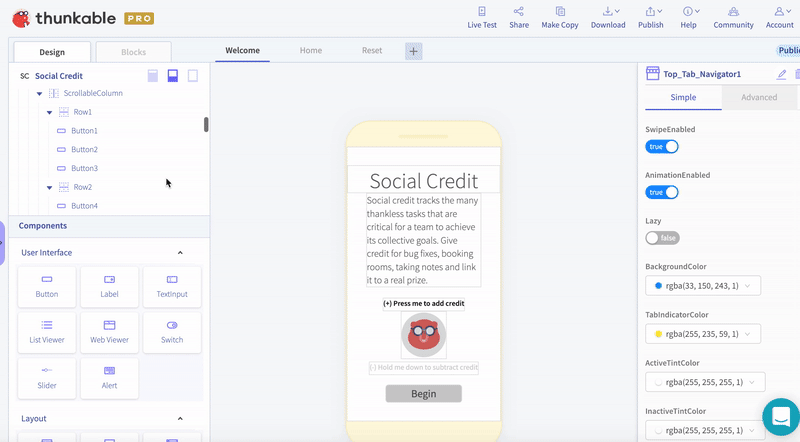 thunkable PRO
Live Test
Share
Make Copy
Download
Publish
Help
Community
Account
Design
Blocks
Welcome
Home
Reset
+
SC Social Credit
ScrollableColumn
Row1
Button1
Button2
Button3
Row2
Button4
Components
User Interface
Button
Label
TextInput
List Viewer
Web Viewer
Switch
Slider
Alert
Layout
Social Credit
Social credit tracks the many
thankless tasks that are
critical for a team to achieve
its collective goals. Give
credit for bug fixes, booking
rooms, taking notes and link
it to a real prize.
(+) Press me to add credit
(-) Hold me down to subtract credit
Begin
Public
Top_Tab_Navigator1
Simple
Advanced
SwipeEnabled
true
AnimationEnabled
true
Lazy
false
BackgroundColor
rgba(33, 150, 243, 1)
TabIndicatorColor
rgba(255, 235, 59, 1)
ActiveTintColor
rgba(255, 255, 255, 1)
InactiveTintColor
rgba(255, 255, 255, 1)